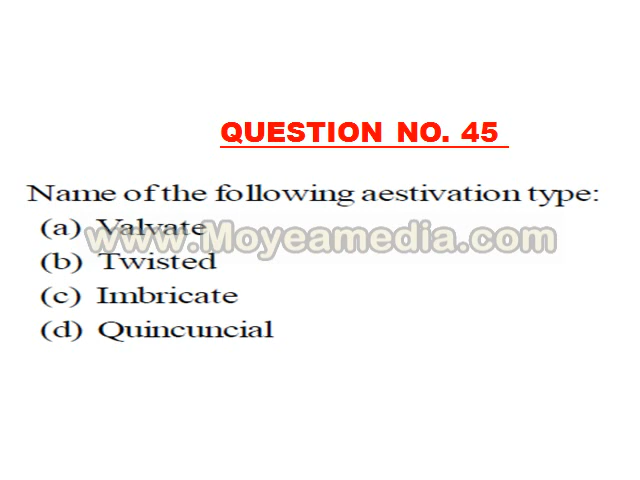 QUESTION NO. 45
Name of the following aestivation type:
(a) Valvate
www.Moyeamedia.com
(b) Twisted
(c) Imbricate
(d) Quincuncial